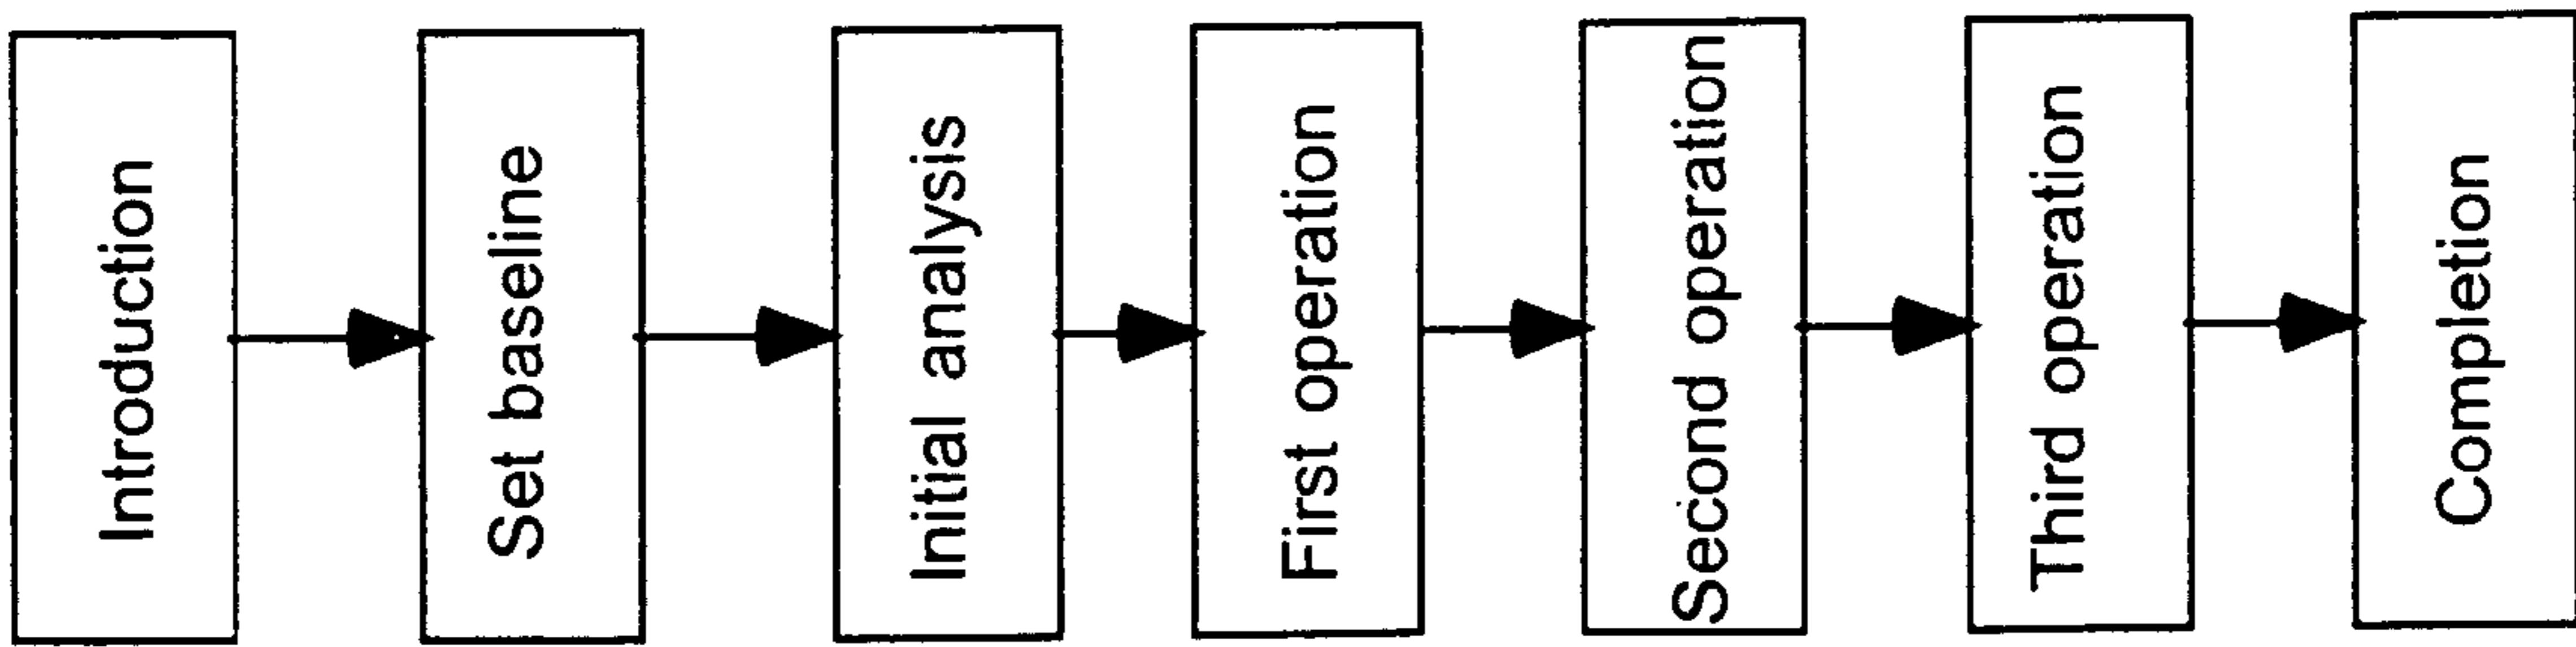 Introduction
Set baseline
Initial analysis
First operation
Second operation
Third operation
Completion